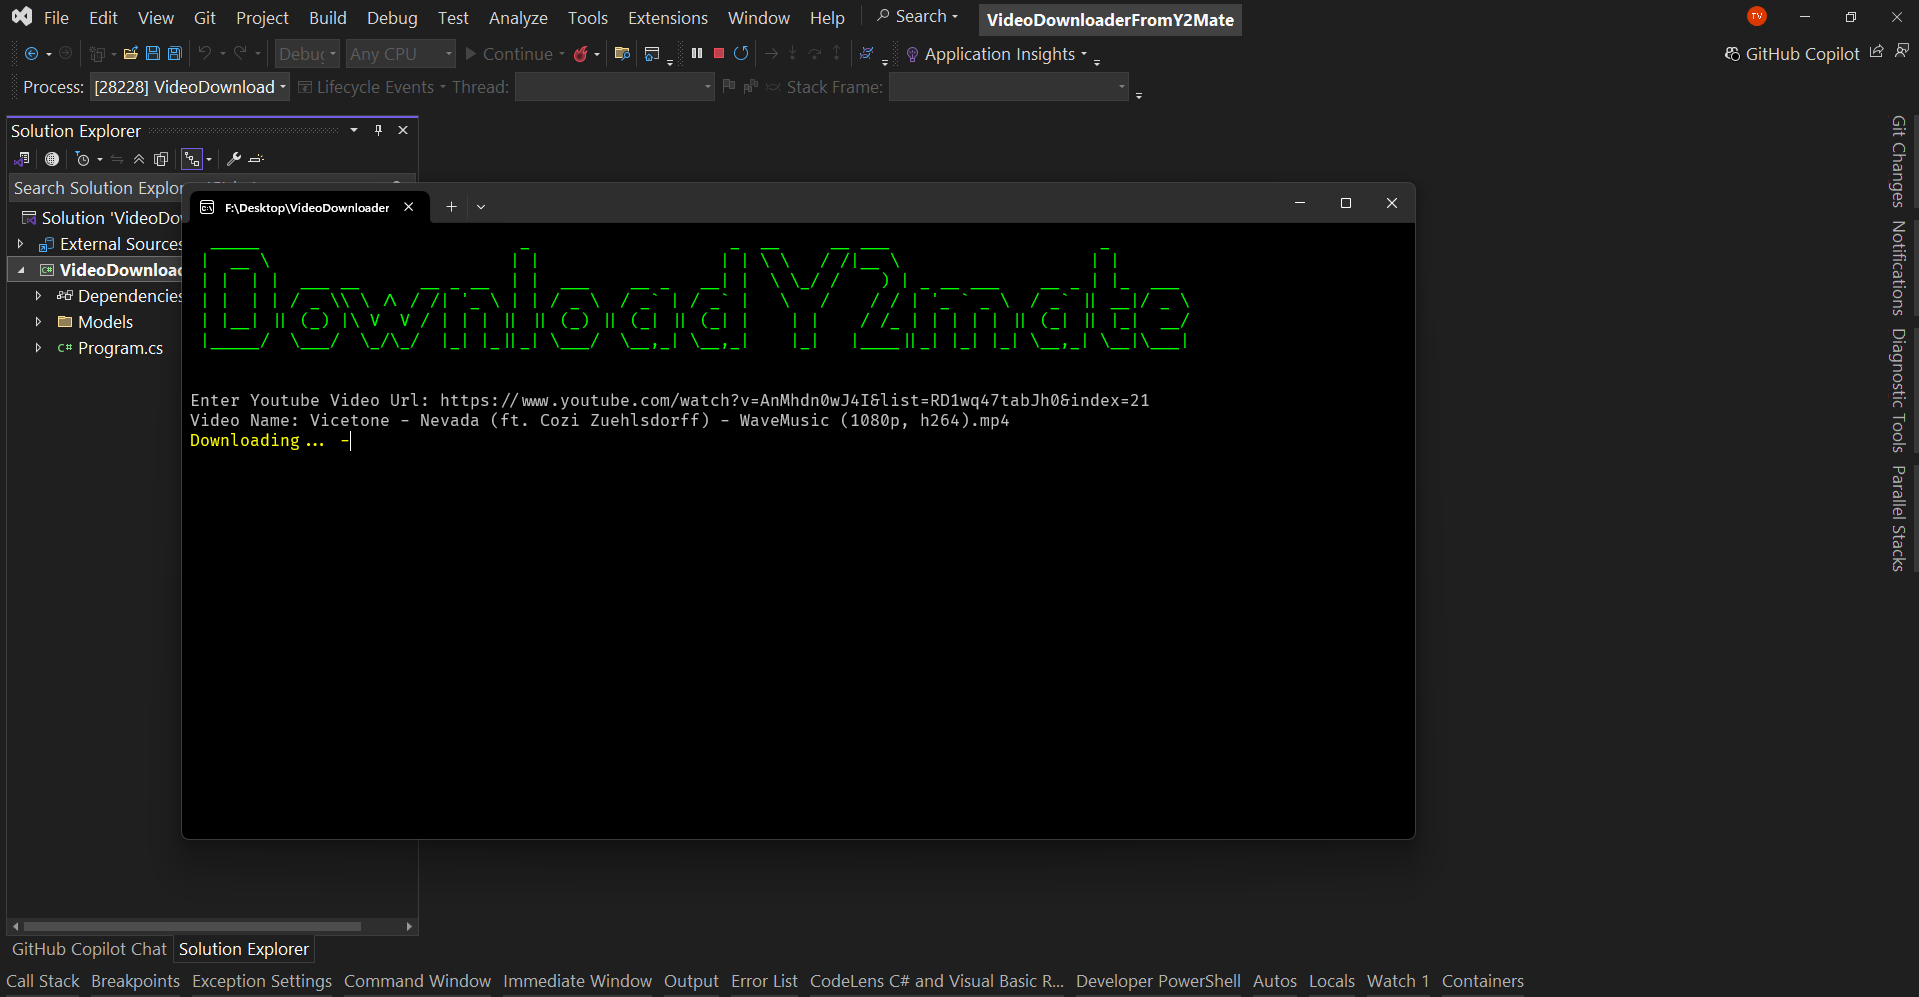 File Edit View Git Project Build Debug Test Analyze Tools Extensions Window Help Search VideoDownloaderFromY2Mate TV
Debug Any CPU Continue Application Insights GitHub Copilot
Process: [28228] VideoDownload Lifecycle Events Thread: Stack Frame:
Solution Explorer
Search Solution Explor
Solution 'VideoDow
External Sources
VideoDownload
Dependencies
Models
C# Program.cs
F:\Desktop\VideoDownloader
DownloadY2mate
Enter Youtube Video Url: https://www.youtube.com/watch?v=AnMhdn0wJ4I&list=RD1wq47tabJh0&index=21
Video Name: Vicetone - Nevada (ft. Cozi Zuehlsdorff) - WaveMusic (1080p, h264).mp4
Downloading... -
Git Changes
Notifications
Diagnostic Tools
Parallel Stacks
GitHub Copilot Chat Solution Explorer
Call Stack Breakpoints Exception Settings Command Window Immediate Window Output Error List CodeLens C# and Visual Basic R... Developer PowerShell Autos Locals Watch 1 Containers